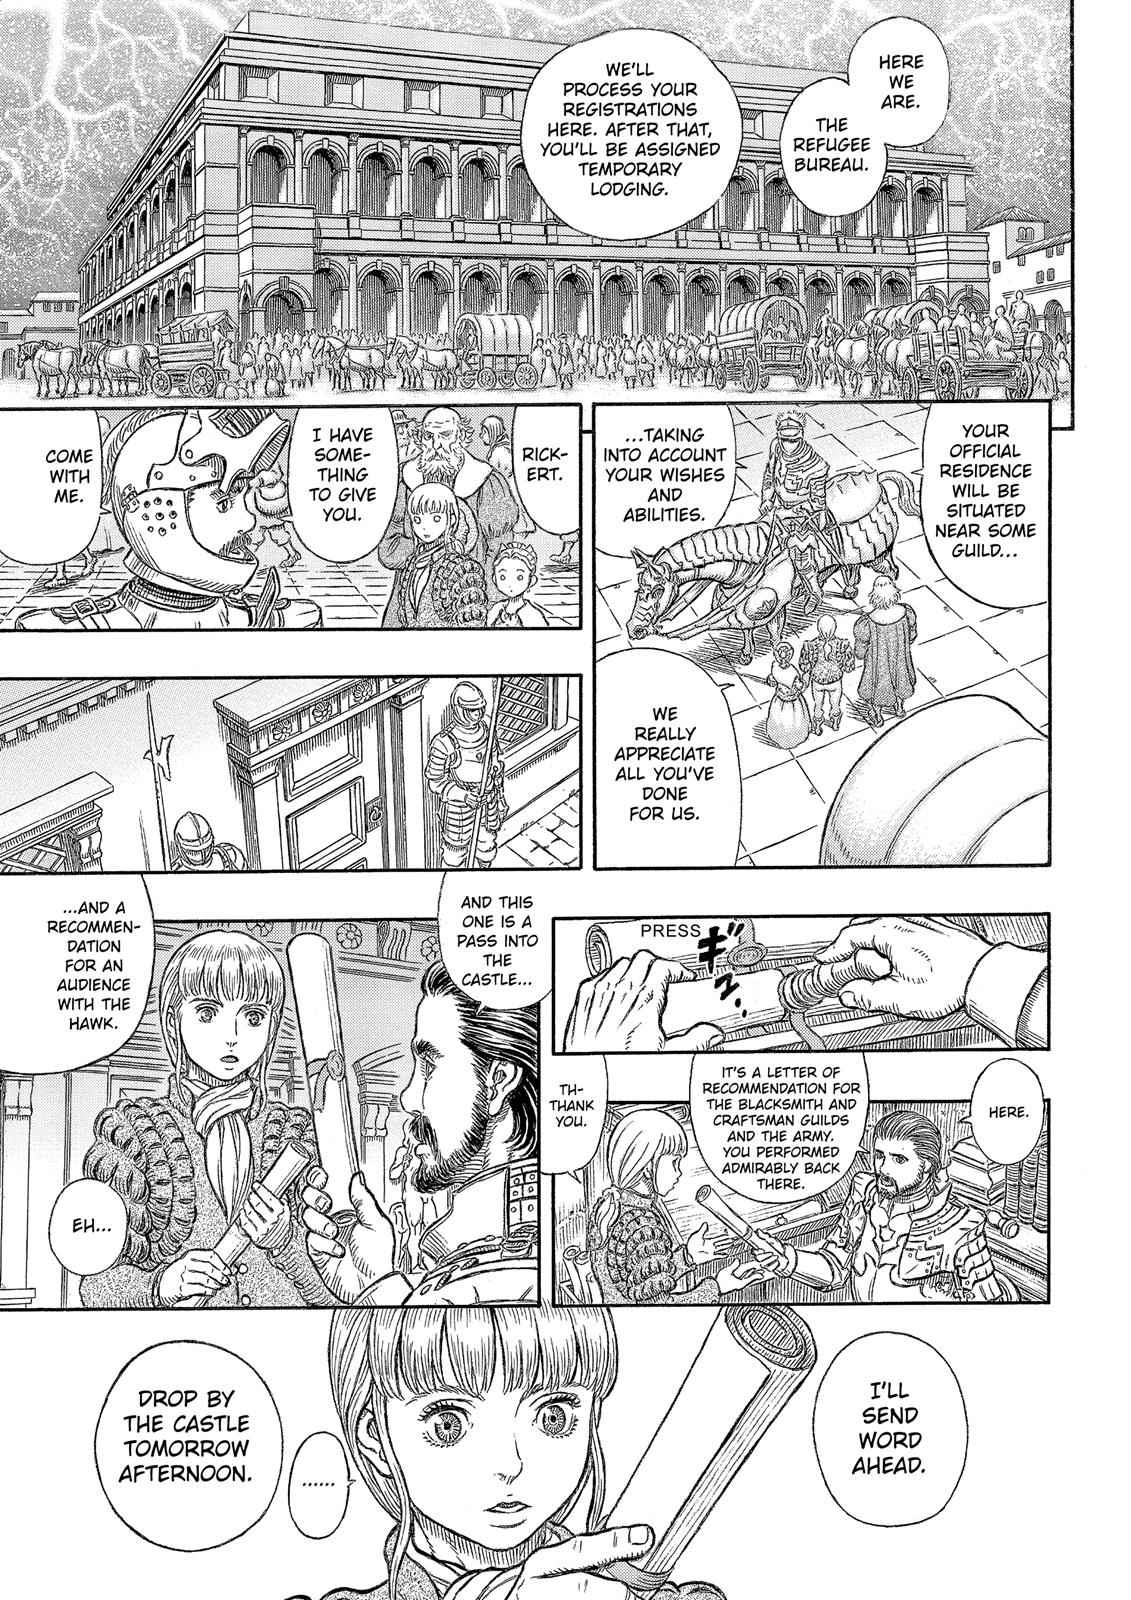 HERE
WE
ARE.
THE
REFUGEE
BUREAU.
WE'LL
PROCESS YOUR
REGISTRATIONS
HERE. AFTER THAT,
YOU'LL BE ASSIGNED
TEMPORARY
LODGING.
YOUR
OFFICIAL
RESIDENCE
WILL BE
SITUATED
NEAR SOME
GUILD...
...TAKING
INTO ACCOUNT
YOUR WISHES
AND
ABILITIES.
WE
REALLY
APPRECIATE
ALL YOU'VE
DONE
FOR US.
RICK-
ERT.
I HAVE
SOME-
THING
TO GIVE
YOU.
COME
WITH
ME.
PRESS
ギュ
HERE.
IT'S A LETTER OF
RECOMMENDATION FOR
THE BLACKSMITH AND
CRAFTSMAN GUILDS
AND THE ARMY.
YOU PERFORMED
ADMIRABLY BACK
THERE.
TH-
THANK
YOU.
AND THIS
ONE IS A
PASS INTO
THE
CASTLE...
...AND A
RECOMMEN-
DATION
FOR AN
AUDIENCE
WITH THE
HAWK.
EH...
I'LL
SEND
WORD
AHEAD.
......
DROP BY
THE CASTLE
TOMORROW
AFTERNOON.